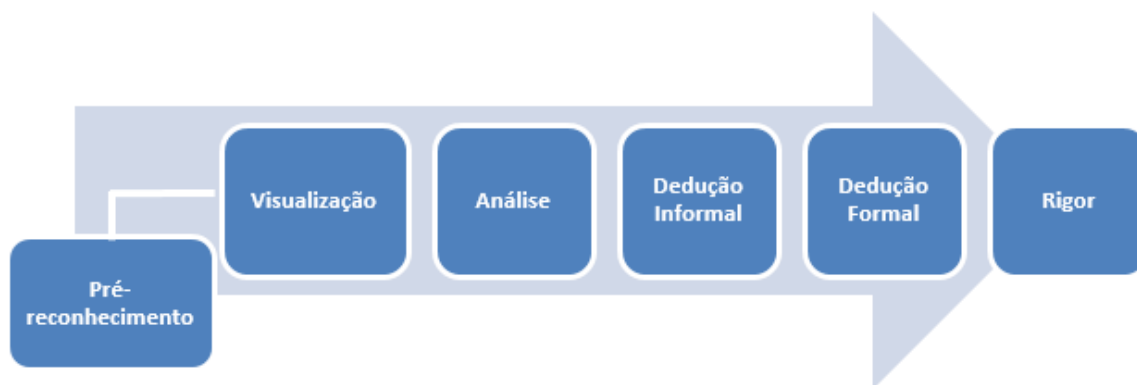 Pré-
reconhecimento
Visualização
Análise
Dedução
Informal
Dedução
Formal
Rigor